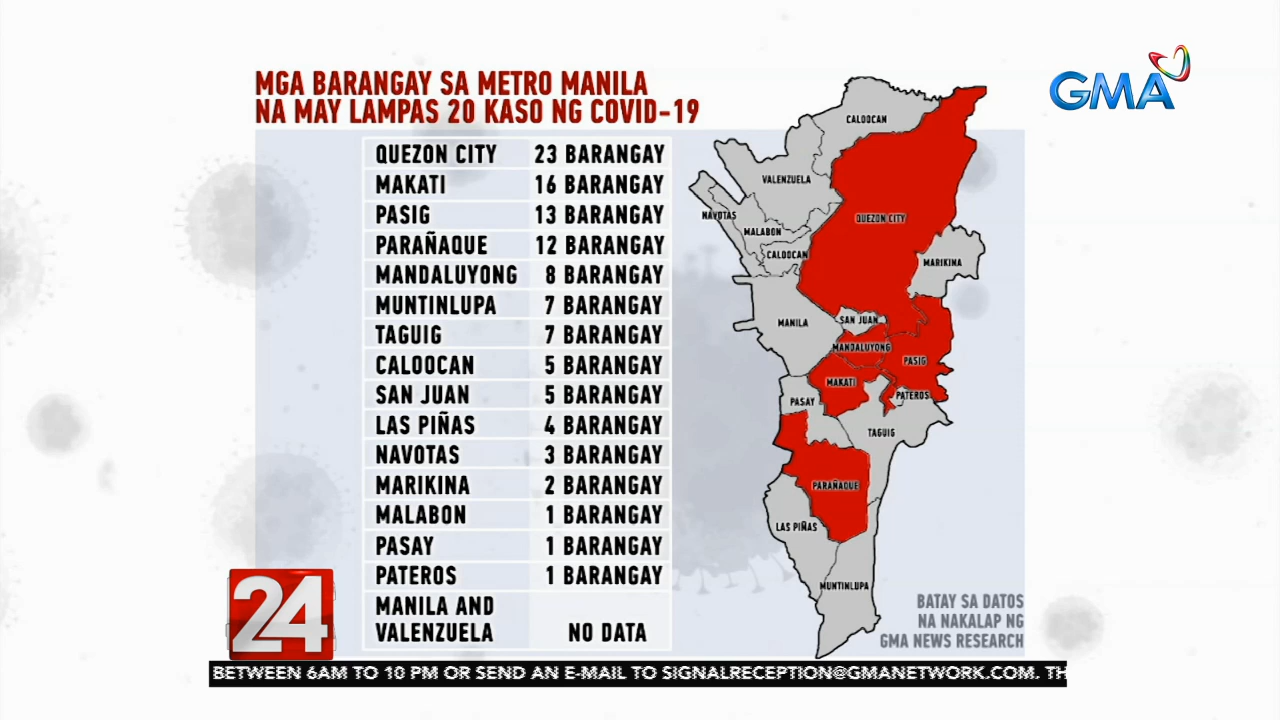 MGA BARANGAY SA METRO MANILA
NA MAY LAMPAS 20 KASO NG COVID-19
GMA
QUEZON CITY 23 BARANGAY
MAKATI 16 BARANGAY
PASIG 13 BARANGAY
PARAÑAQUE 12 BARANGAY
MANDALUYONG 8 BARANGAY
MUNTINLUPA 7 BARANGAY
TAGUIG 7 BARANGAY
CALOOCAN 5 BARANGAY
SAN JUAN 5 BARANGAY
LAS PIÑAS 4 BARANGAY
NAVOTAS 3 BARANGAY
MARIKINA 2 BARANGAY
MALABON 1 BARANGAY
PASAY 1 BARANGAY
PATEROS 1 BARANGAY
MANILA AND
VALENZUELA NO DATA
CALOOCAN
VALENZUELA
NAVOTAS
QUEZON CITY
MALABON
CALOOCAN
MARIKINA
MANILA
SAN JUAN
MANDALUYONG
PASIG
MAKATI
PATEROS
PASAY
TAGUIG
PARAÑAQUE
LAS PIÑAS
MUNTINLUPA
BATAY SA DATOS
NA NAKALAP NG
GMA NEWS RESEARCH
24
BETWEEN 6AM TO 10 PM OR SEND AN E-MAIL TO SIGNALRECEPTION@GMANETWORK.COM. TH